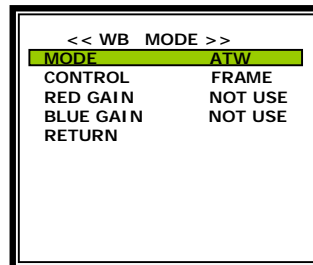 << WB MODE >>
MODE ATW
CONTROL FRAME
RED GAIN NOT USE
BLUE GAIN NOT USE
RETURN